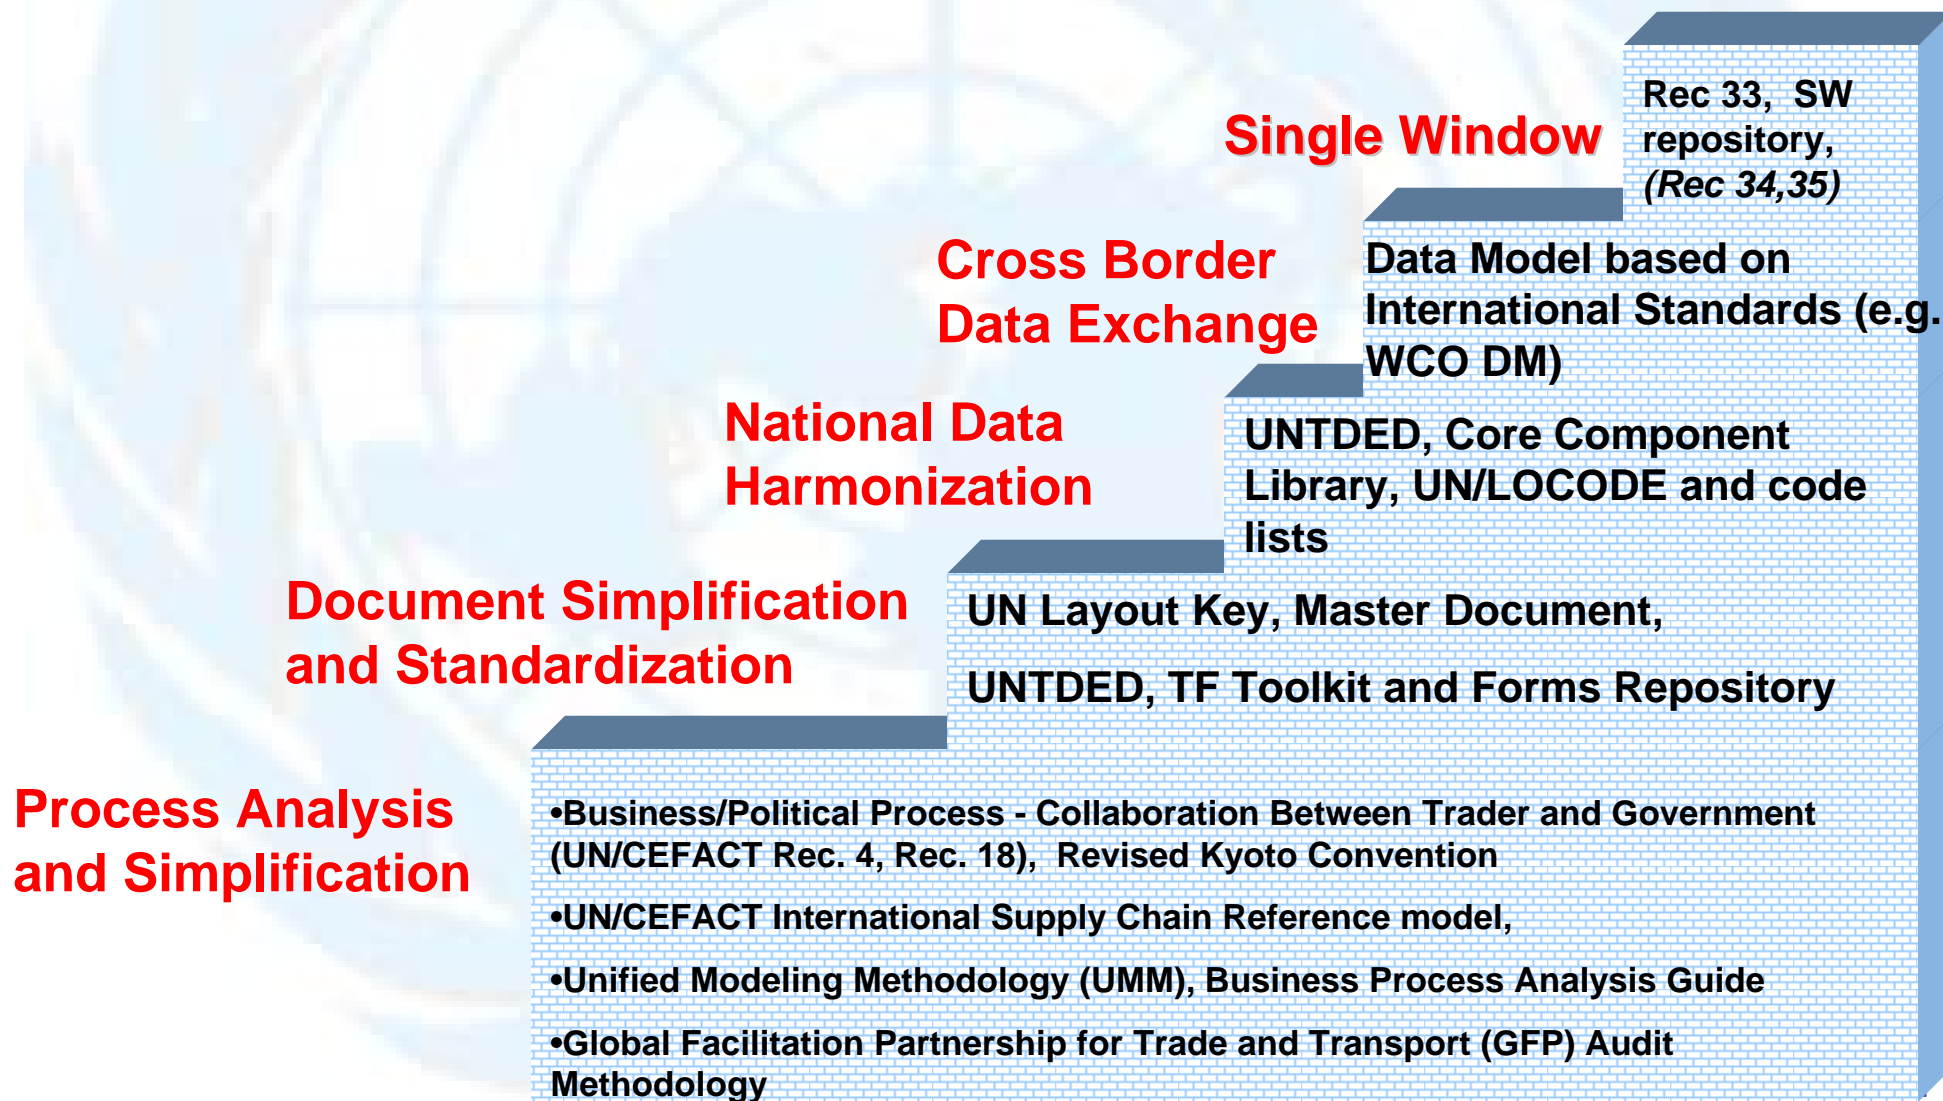 Rec 33,  SW
repository,
(Rec 34,35)
Single Window
Cross Border
Data Exchange
Data Model based on
International Standards (e.g.
WCO DM)
National Data
Harmonization
UNTDED, Core Component
Library, UN/LOCODE and code
lists
Document Simplification
and Standardization
UN Layout Key, Master Document,
UNTDED, TF Toolkit and Forms Repository
Process Analysis
and Simplification
•Business/Political Process - Collaboration Between Trader and Government
(UN/CEFACT Rec. 4, Rec. 18),  Revised Kyoto Convention
•UN/CEFACT International Supply Chain Reference model,
•Unified Modeling Methodology (UMM), Business Process Analysis Guide
•Global Facilitation Partnership for Trade and Transport (GFP) Audit
Methodology